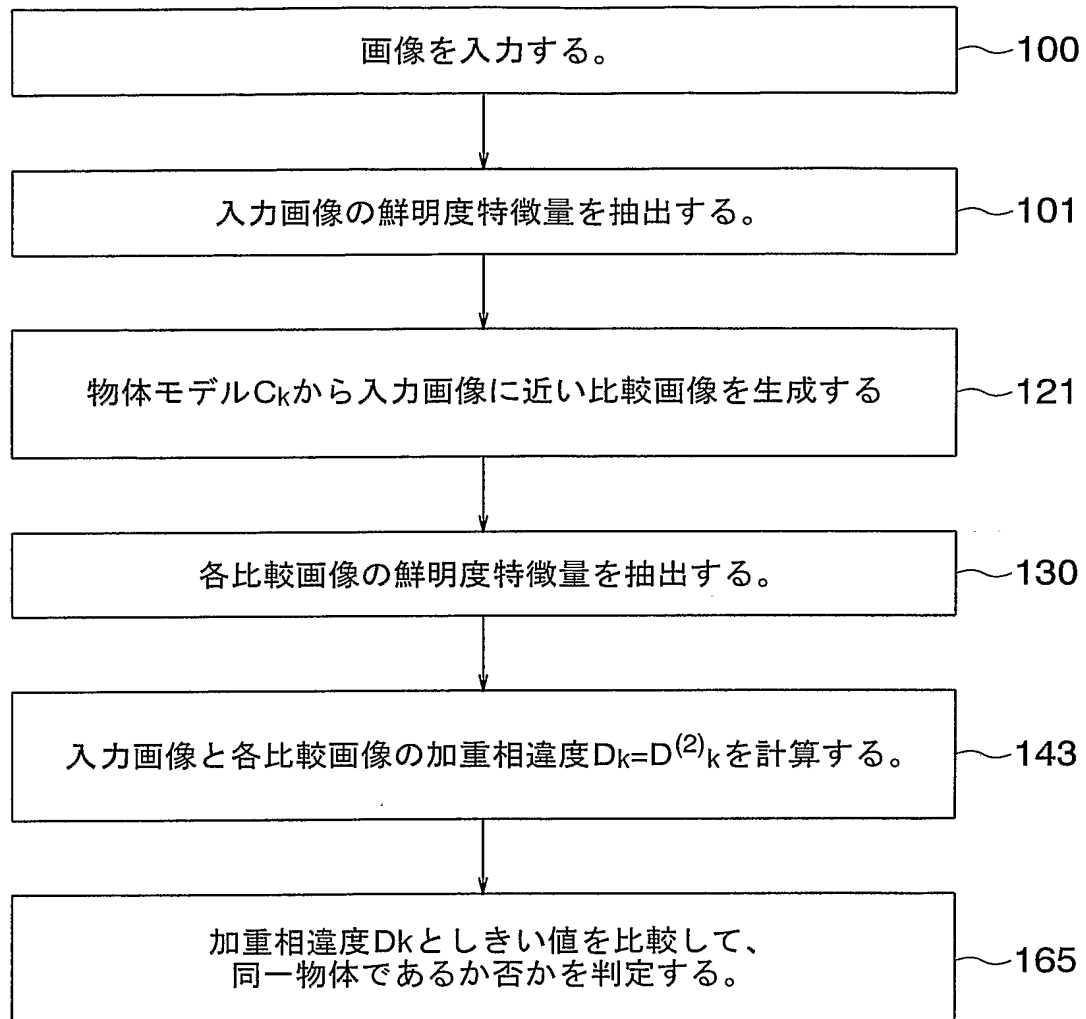 画像を入力する。
100
入力画像の鮮明度特徴量を抽出する。
101
物体モデルCkから入力画像に近い比較画像を生成する
121
各比較画像の鮮明度特徴量を抽出する。
130
入力画像と各比較画像の加重相違度Dk=D(2)kを計算する。
143
加重相違度Dkとしきい値を比較して、
同一物体であるか否かを判定する。
165